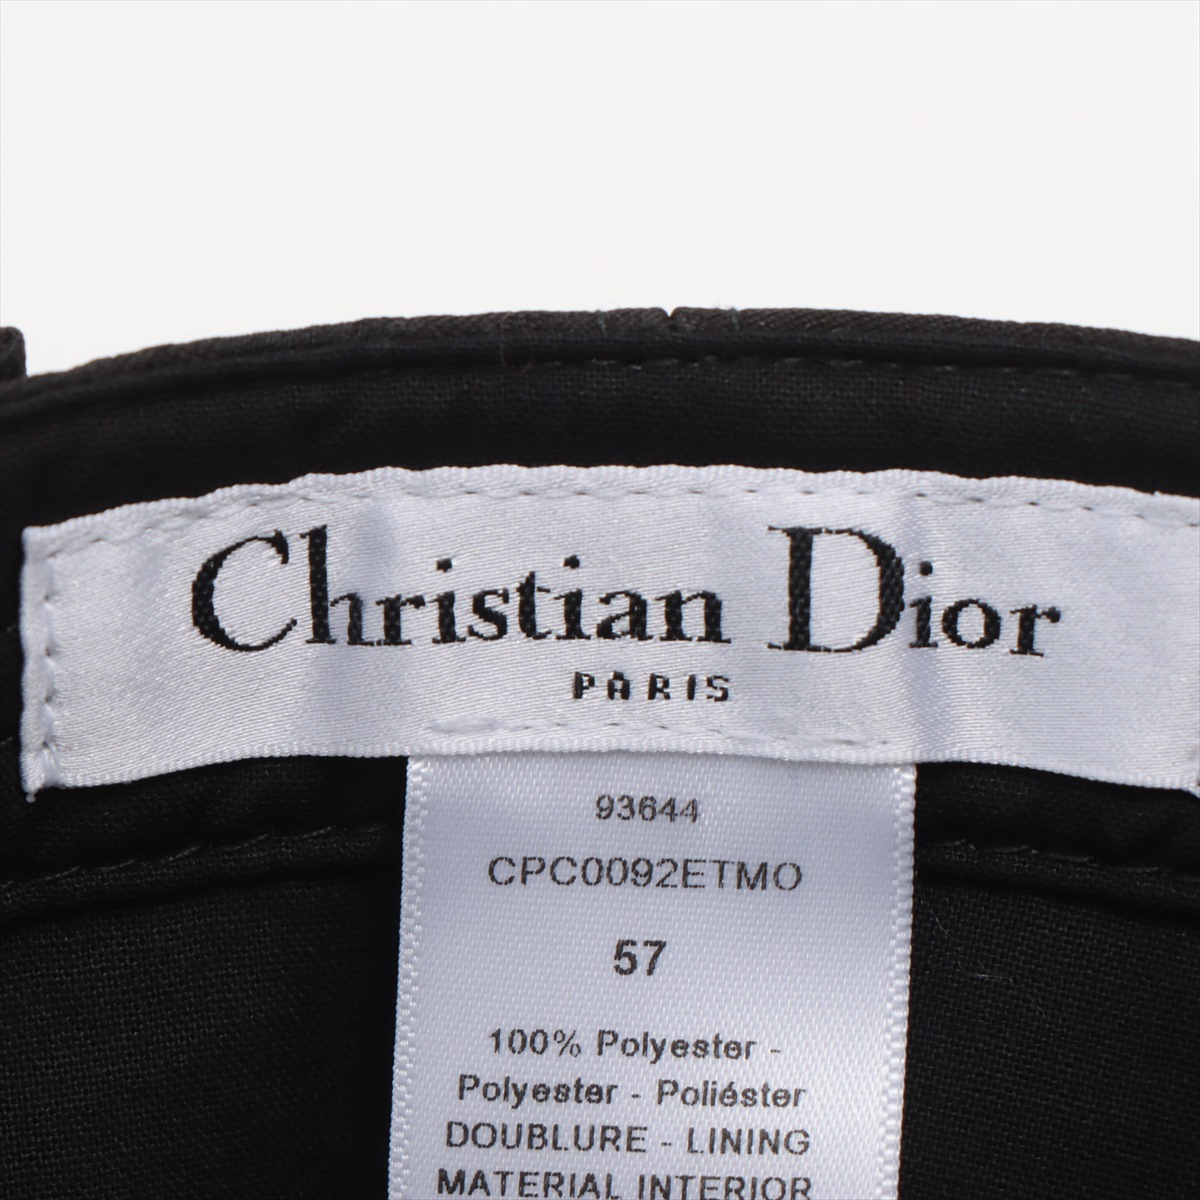 Christian Dior
PARIS
93644
CPC0092ETMO
57
100% Polyester -
Polyester - Poliéster
DOUBLURE - LINING
MATERIAL INTERIOR